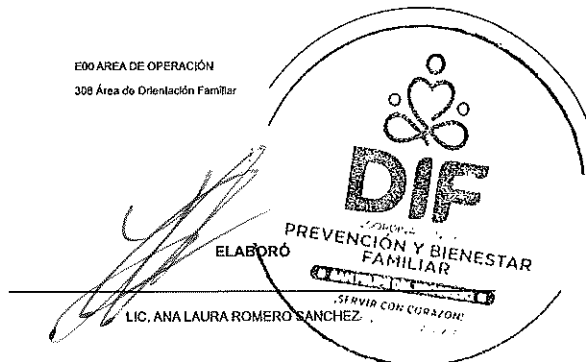 E00 AREA DE OPERACIÓN
308 Área de Orientación Familiar
DIF
PREVENCIÓN Y BIENESTAR
FAMILIAR
¡SERVIR CON CORAZÓN!
ELABORÓ
LIC. ANA LAURA ROMERO SANCHEZ